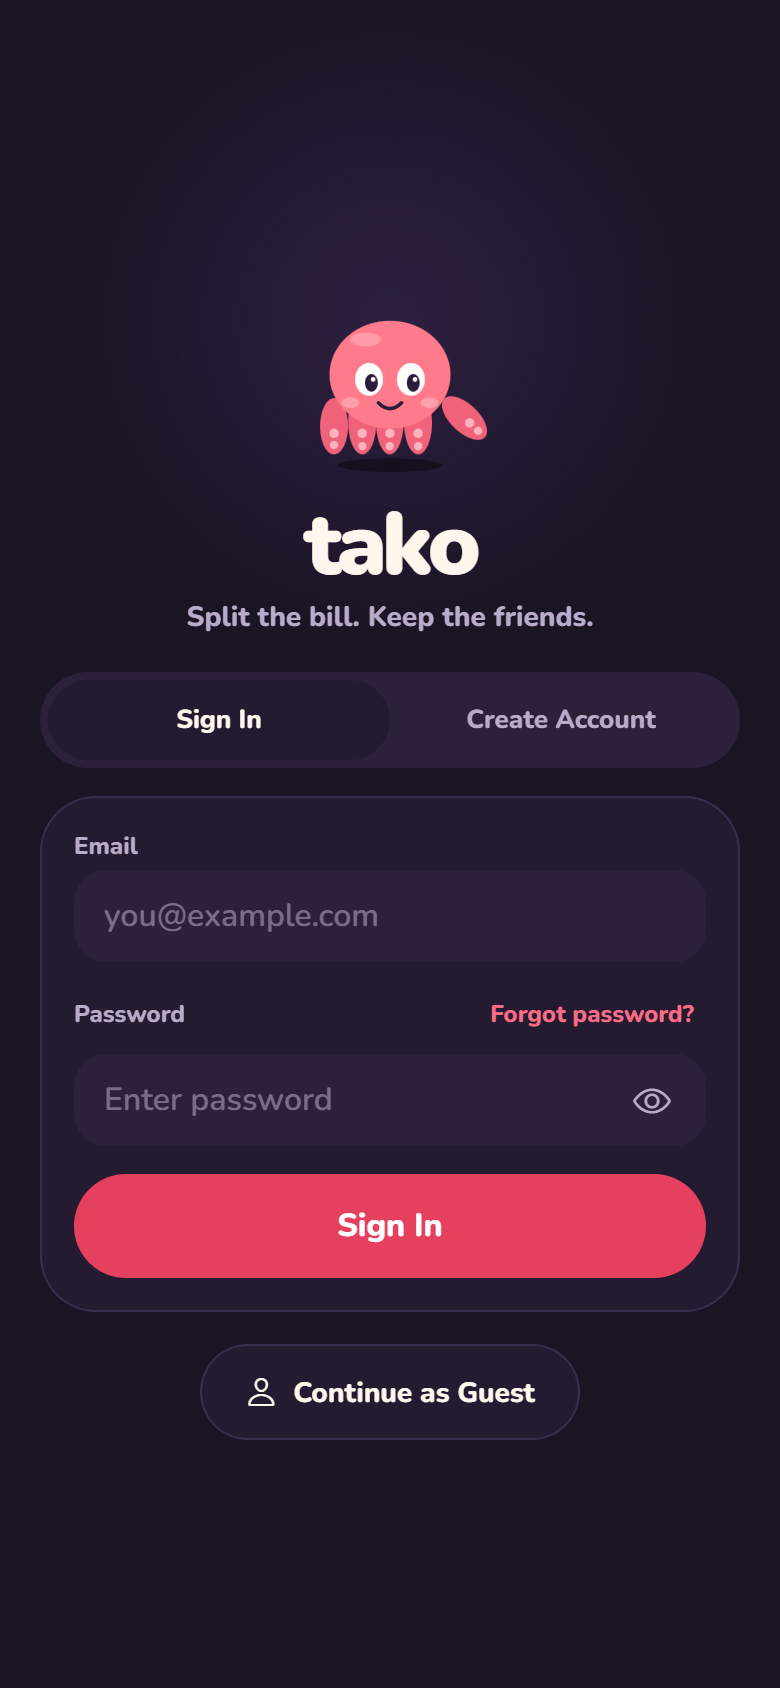 tako
Split the bill. Keep the friends.
Sign In
Create Account
Email
you@example.com
Password
Forgot password?
Enter password
Sign In
Continue as Guest